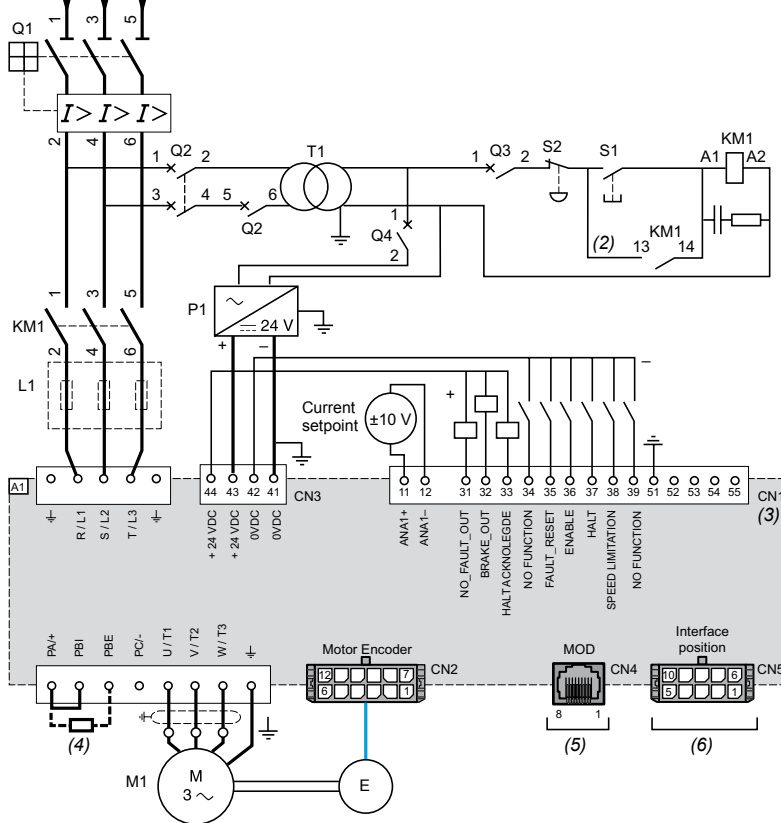 Q1
1
3
5
I> I> I>
2
4
6
1 Q2 2
3 4 5 6
Q2
T1
1 Q3 2
S2
S1
KM1
A1 A2
1
Q4
2
(2)
KM1
13 14
P1
24 V
+ –
1
3
5
KM1
2
4
6
L1
Current
setpoint
±10 V
+
–
A1
R / L1
S / L2
T / L3
44 43 42 41
CN3
+ 24 VDC
+ 24 VDC
0VDC
0VDC
11 12 31 32 33 34 35 36 37 38 39 51 52 53 54 55
CN1
(3)
ANA1+
ANA1–
NO_FAULT_OUT
BRAKE_OUT
HALT ACKNOLEGDE
NO FUNCTION
FAULT_RESET
ENABLE
HALT
SPEED LIMITATION
NO FUNCTION
PA/+
PBI
PBE
PC/-
U / T1
V / T2
W / T3
(4)
Motor Encoder
12 7
6 1
CN2
MOD
CN4
8 1
(5)
Interface
position
10 6
5 1
CN5
(6)
M1
M
3 ~
E